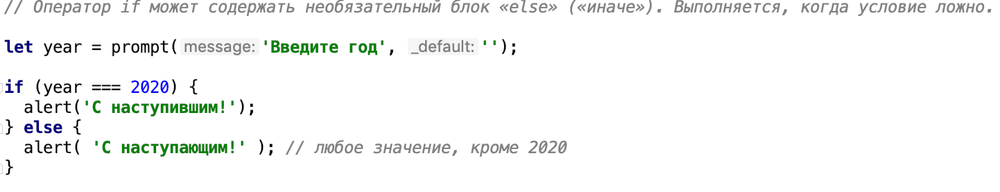 // Оператор if может содержать необязательный блок «else» («иначе»). Выполняется, когда условие ложно.
let year = prompt( message: 'Введите год', _default: '');
if (year === 2020) {
alert('С наступившим!');
} else {
alert( 'С наступающим!' ); // любое значение, кроме 2020
}